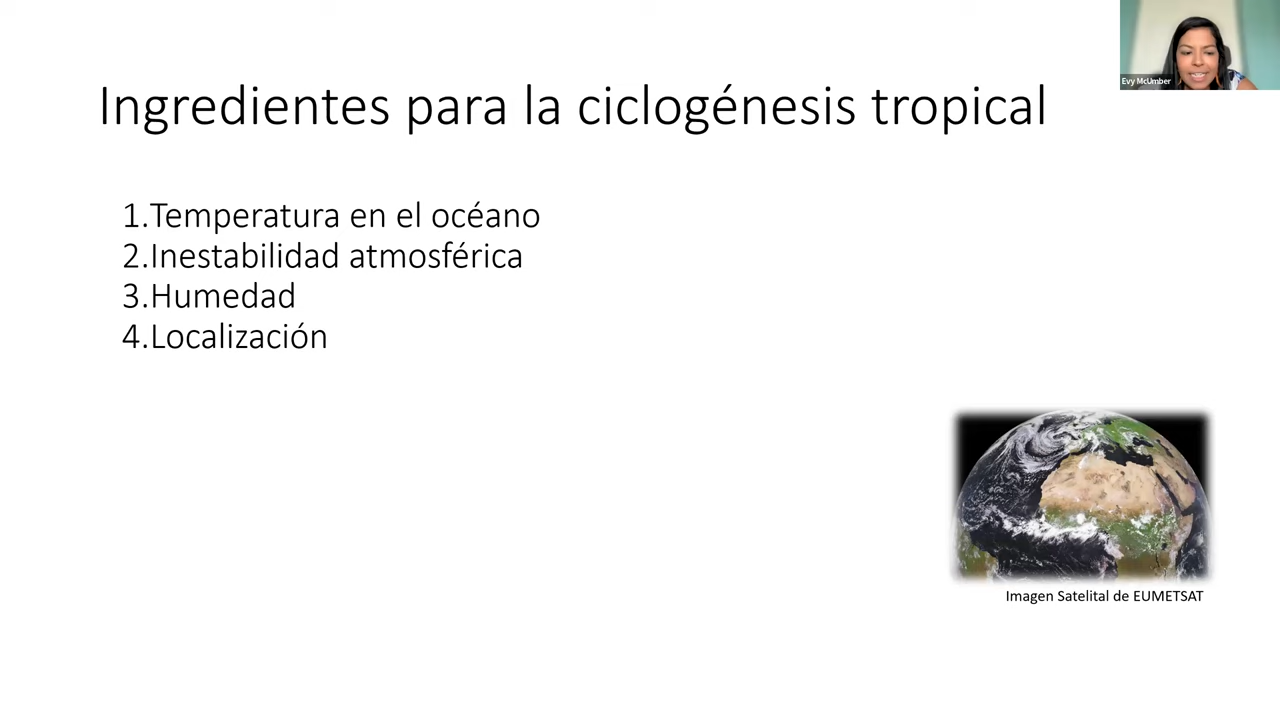 Evy McUmber
Ingredientes para la ciclogénesis tropical
1.Temperatura en el océano
2.Inestabilidad atmosférica
3.Humedad
4.Localización
Imagen Satelital de EUMETSAT